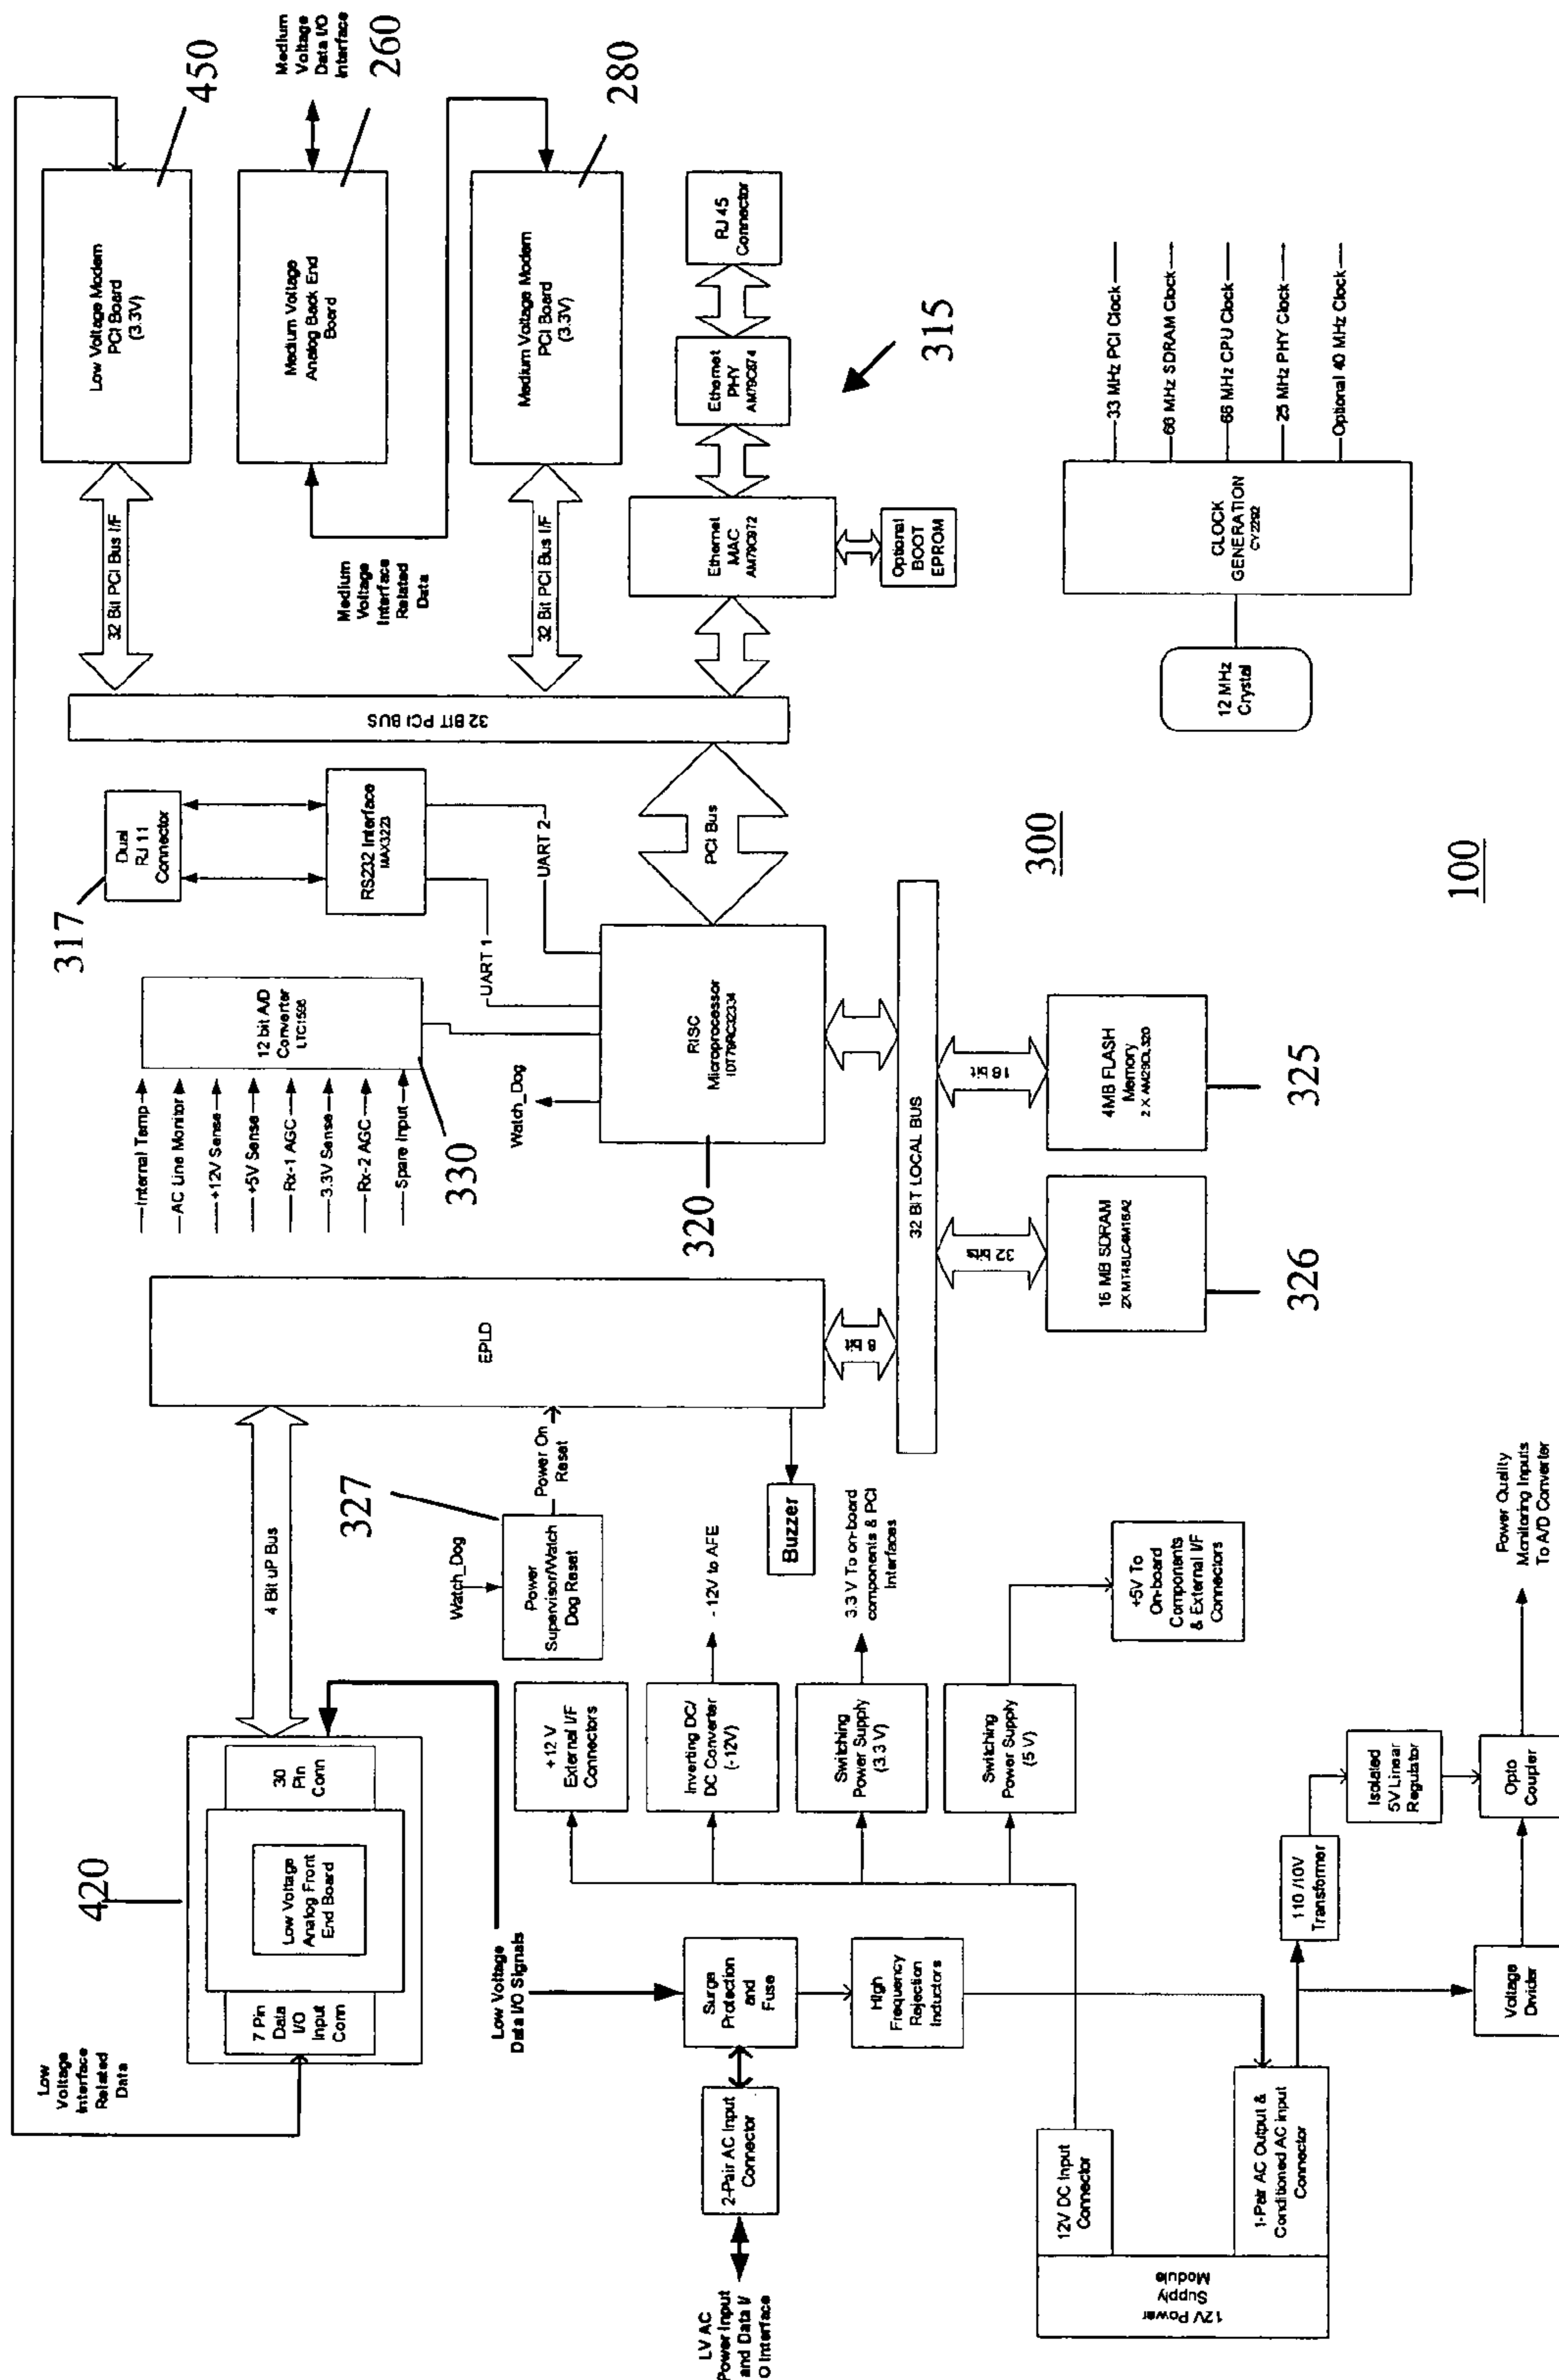 Low
Voltage
Interface
Related
Data
7 Pin
Data
I/O
Input
Conn
Low Voltage
Analog Front
End Board
30
Pin
Conn
420
4 Bit uP Bus
EPLD
Internal Temp
AC Line Monitor
+12V Sense
+5V Sense
Rx-1 AGC
3.3V Sense
Rx-2 AGC
Spare Input
12 bit A/D
Converter
330
317
Dual
RJ 11
Connector
RS232 Interface
MAX3223
UART 1
UART 2
32 BIT PCI BUS
32 Bit PCI Bus I/F
Low Voltage Modem
PCI Board
(3.3V)
450
Medium Voltage
Analog Back End
Board
Medium
Voltage
Data I/O
Interface
260
Medium
Voltage
Interface
Related
Data
32 Bit PCI Bus I/F
Medium Voltage Modem
PCI Board
(3.3V)
280
LV AC
Power Input
and Data I/
O Interface
2-Pair AC Input
Connector
Low Voltage
Data I/O Signals
Surge
Protection
and
Fuse
High
Frequency
Rejection
Inductors
Watch_Dog
Power
Supervisor/Watch
Dog Reset
327
Power On
Reset
Buzzer
Watch_Dog
RISC
Microprocessor
IDT79RC32334
320
PCI Bus
Ethernet
MAC
AM79C972
Ethernet
PHY
AM79C874
RJ 45
Connector
Optional
BOOT
EPROM
315
+12 V
External I/F
Connectors
Inverting DC/
DC Converter
(-12V)
- 12V to AFE
Switching
Power Supply
(3.3 V)
3.3 V To on-board
components & PCI
Interfaces
Switching
Power Supply
(5 V)
+5V To
On-board
Components
& External I/F
Connectors
8 bit
32 BIT LOCAL BUS
32 bit
16 bit
16 MB SDRAM
326
4MB FLASH
Memory
325
300
12V Power
Supply
Module
12V DC Input
Connector
1-Pair AC Output &
Conditioned AC Input
Connector
110 /10V
Transformer
Isolated
5V Linear
Regulator
Voltage
Divider
Opto
Coupler
Power Quality
Monitoring Inputs
To A/D Converter
12 MHz
Crystal
CLOCK
GENERATION
CY2292
33 MHz PCI Clock
66 MHz SDRAM Clock
66 MHz CPU Clock
25 MHz PHY Clock
Optional 40 MHz Clock
100